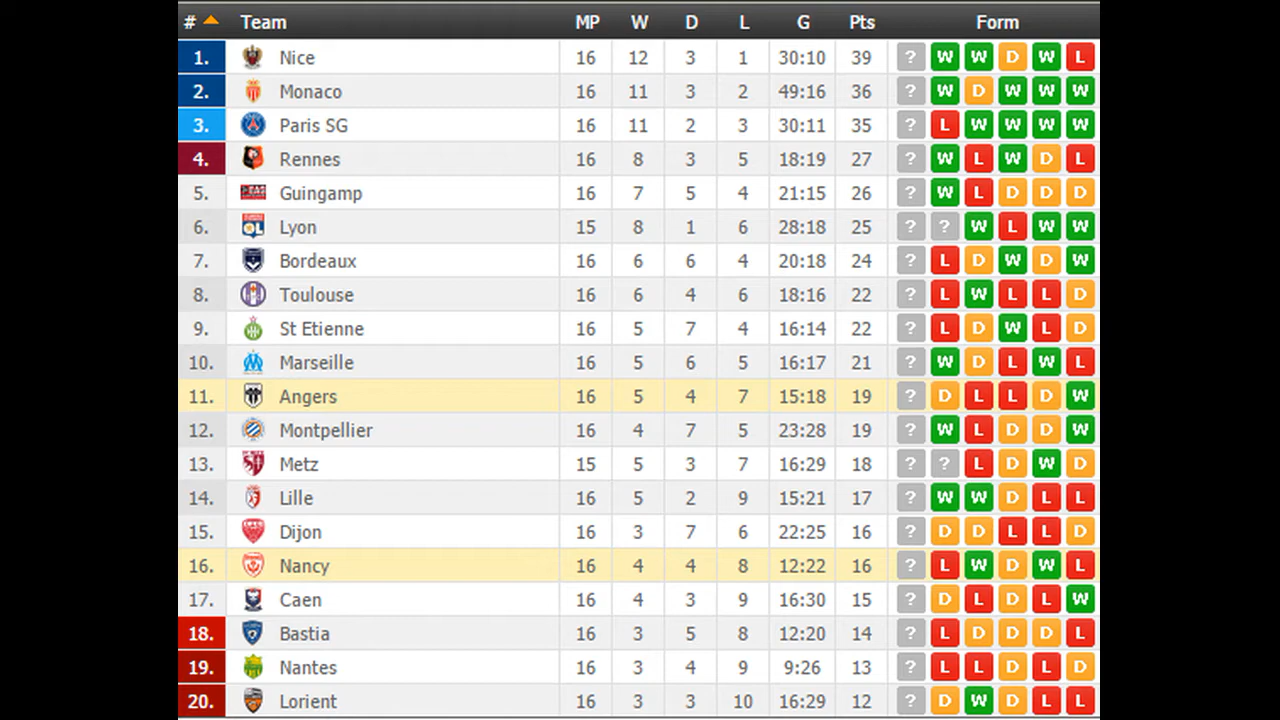 # Team MP W D L G Pts Form
1. Nice 16 12 3 1 30:10 39 ? W W D W L
2. Monaco 16 11 3 2 49:16 36 ? W D W W W
3. Paris SG 16 11 2 3 30:11 35 ? L W W W W
4. Rennes 16 8 3 5 18:19 27 ? W L W D L
5. Guingamp 16 7 5 4 21:15 26 ? W L D D D
6. Lyon 15 8 1 6 28:18 25 ? ? W L W W
7. Bordeaux 16 6 6 4 20:18 24 ? L D W D W
8. Toulouse 16 6 4 6 18:16 22 ? L W L L D
9. St Etienne 16 5 7 4 16:14 22 ? L D W L D
10. Marseille 16 5 6 5 16:17 21 ? W D L W L
11. Angers 16 5 4 7 15:18 19 ? D L L D W
12. Montpellier 16 4 7 5 23:28 19 ? W L D D W
13. Metz 15 5 3 7 16:29 18 ? ? L D W D
14. Lille 16 5 2 9 15:21 17 ? W W D L L
15. Dijon 16 3 7 6 22:25 16 ? D D L L D
16. Nancy 16 4 4 8 12:22 16 ? L W D W L
17. Caen 16 4 3 9 16:30 15 ? D L D L W
18. Bastia 16 3 5 8 12:20 14 ? L D D D L
19. Nantes 16 3 4 9 9:26 13 ? L L D L D
20. Lorient 16 3 3 10 16:29 12 ? D W D L L